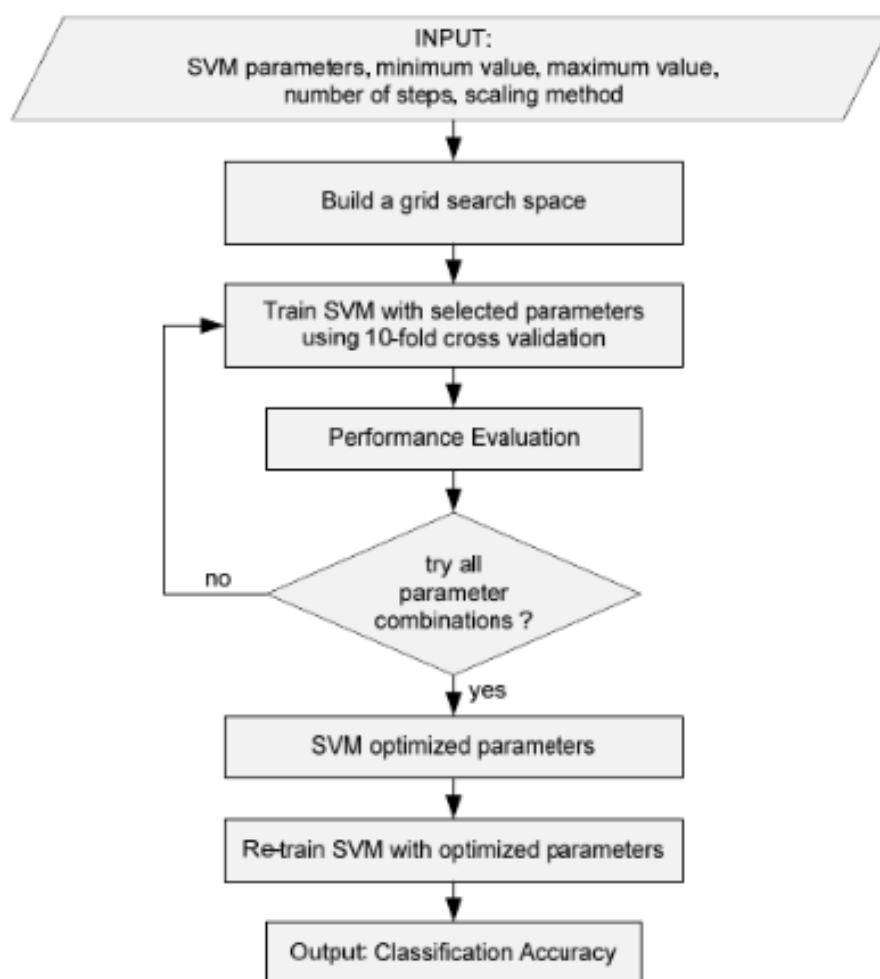 INPUT:
SVM parameters, minimum value, maximum value,
number of steps, scaling method
Build a grid search space
Train SVM with selected parameters
using 10-fold cross validation
Performance Evaluation
try all
parameter
combinations ?
no
yes
SVM optimized parameters
Re-train SVM with optimized parameters
Output: Classification Accuracy